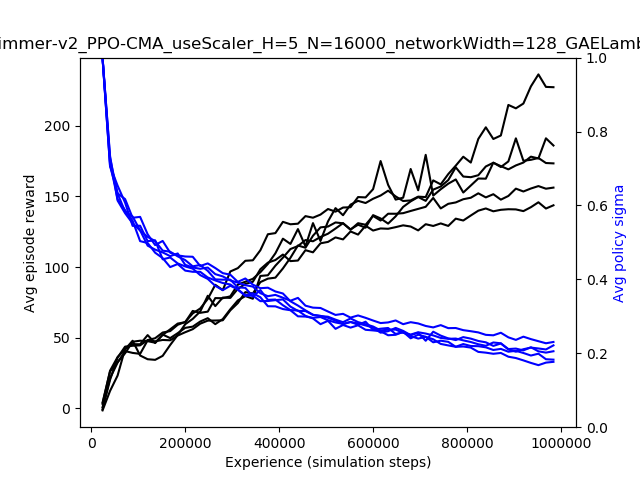 immer-v2_PPO-CMA_useScaler_H=5_N=16000_networkWidth=128_GAELamb
Avg episode reward
200
150
100
50
0
1.0
0.8
0.6
0.4
0.2
0.0
Avg policy sigma
0 200000 400000 600000 800000 1000000
Experience (simulation steps)